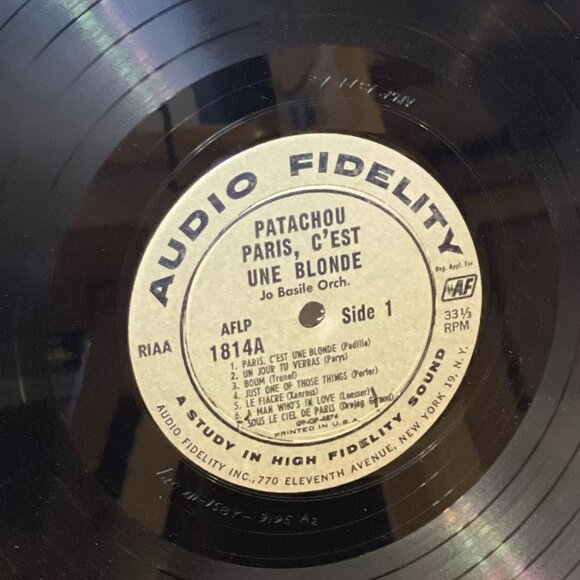 AUDIO FIDELITY
PATACHOU
PARIS, C'EST
UNE BLONDE
Jo Basile Orch.
Reg. Appl. For
AF
AFLP
1814A
Side 1
RIAA
33⅓
RPM
1. PARIS, C'EST UNE BLONDE (Padilla)
2. UN JOUR TU VERRAS (Parys)
3. BOUM (Trenet)
4. JUST ONE OF THOSE THINGS (Porter)
5. LE FIACRE (Xanross)
6. A MAN WHO'S IN LOVE (Loesser)
7. SOUS LE CIEL DE PARIS (Drejag Giraud)
PRINTED IN U.S.A.
A STUDY IN HIGH FIDELITY SOUND
AUDIO FIDELITY INC., 770 ELEVENTH AVENUE, NEW YORK 19, N.Y.